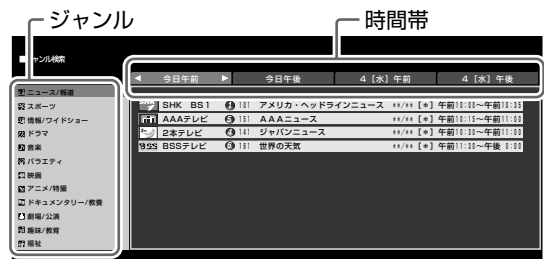 ジャンル
時間帯
ジャンル検索
◀ 今日午前 ▶ 今日午後 4［水］午前 4［水］午後
ニュース/報道
スポーツ
情報/ワイドショー
ドラマ
音楽
バラエティ
映画
アニメ/特撮
ドキュメンタリー/教養
劇場/公演
趣味/教育
福祉
SHK BS1 101 アメリカ・ヘッドラインニュース **/**［*］午前10:00〜午前10:35
AAAテレビ 151 AAAニュース **/**［*］午前10:15〜午前11:00
2本テレビ 141 ジャパンニュース **/**［*］午前10:30〜午前11:00
BSSテレビ 161 世界の天気 **/**［*］午前11:30〜午後 0:00